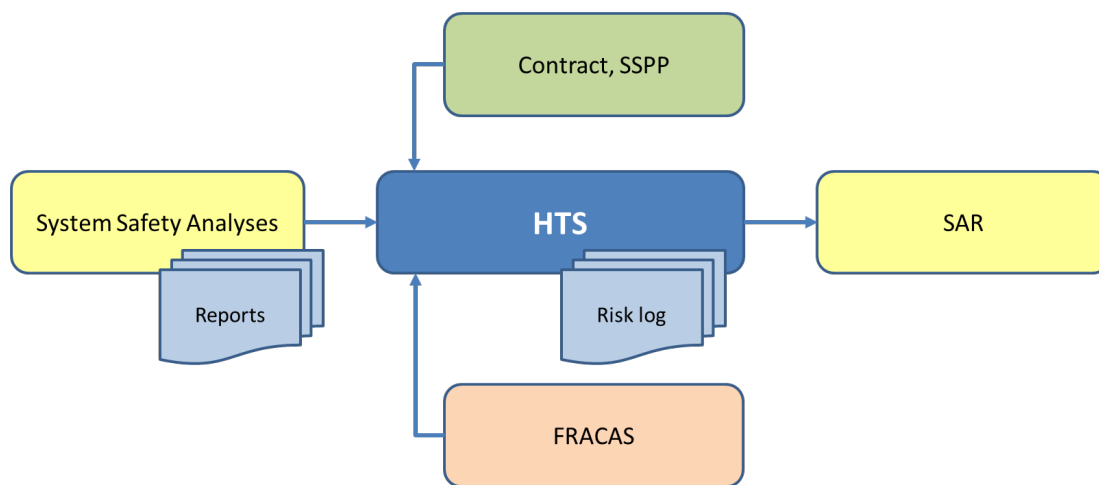 Contract, SSPP
System Safety Analyses
HTS
SAR
Reports
Risk log
FRACAS